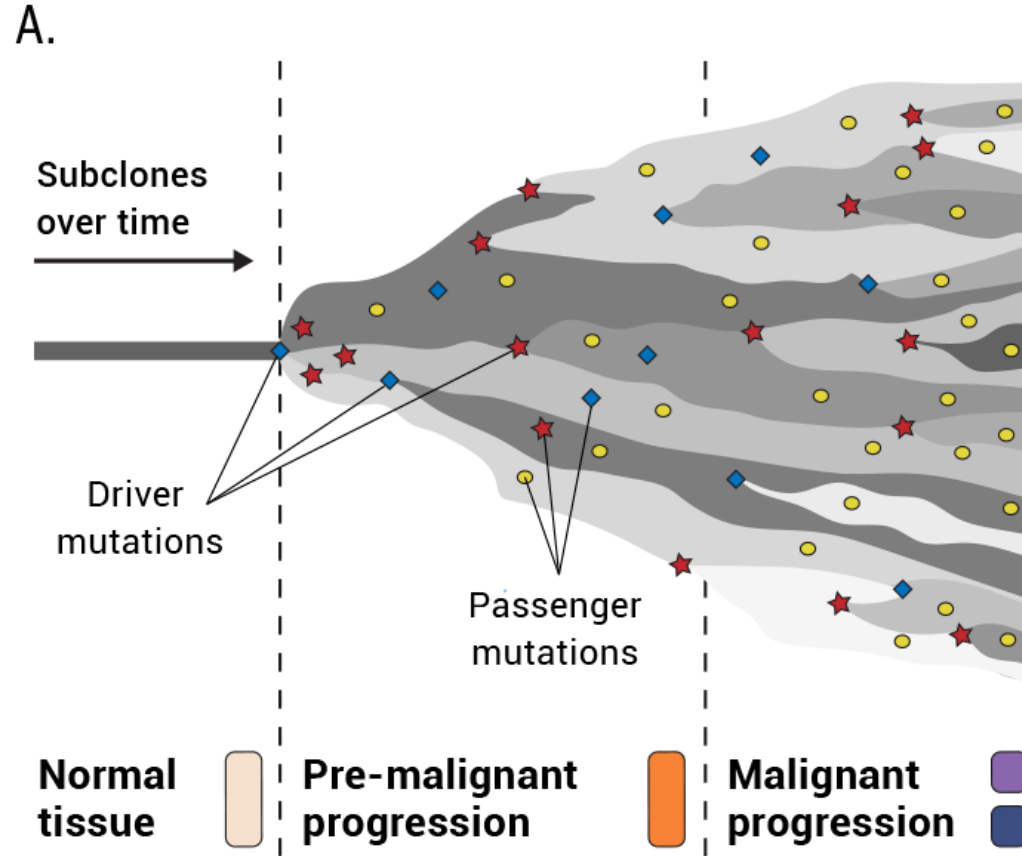 A.
Subclones
over time
Driver
mutations
Passenger
mutations
Normal
tissue
Pre-malignant
progression
Malignant
progression